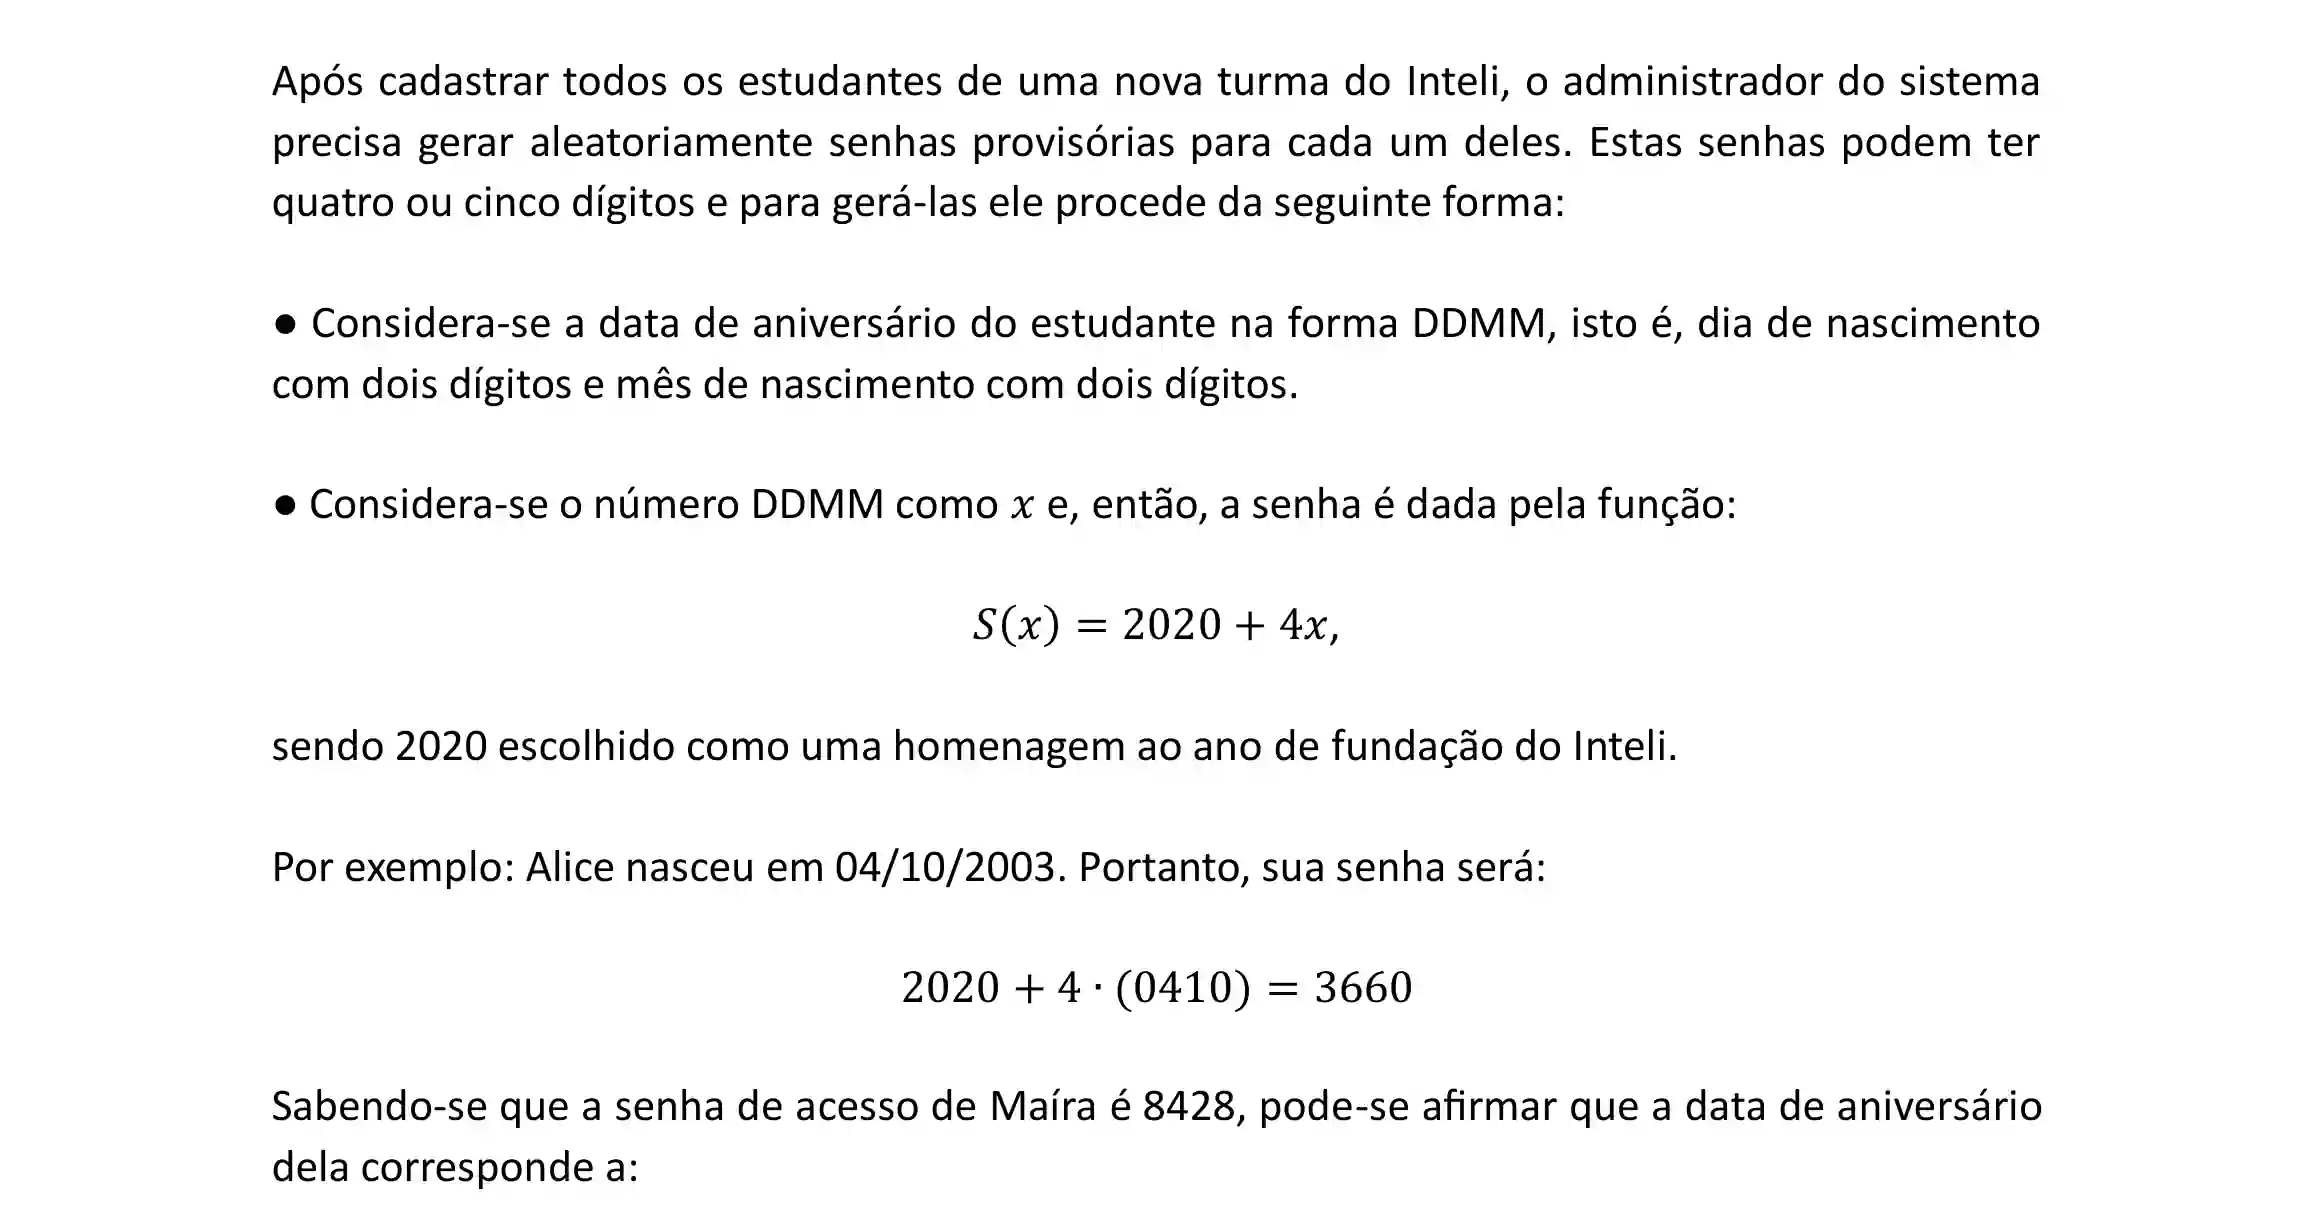 Após cadastrar todos os estudantes de uma nova turma do Inteli, o administrador do sistema
precisa gerar aleatoriamente senhas provisórias para cada um deles. Estas senhas podem ter
quatro ou cinco dígitos e para gerá-las ele procede da seguinte forma:
● Considera-se a data de aniversário do estudante na forma DDMM, isto é, dia de nascimento
com dois dígitos e mês de nascimento com dois dígitos.
● Considera-se o número DDMM como x e, então, a senha é dada pela função:
S(x) = 2020 + 4x,
sendo 2020 escolhido como uma homenagem ao ano de fundação do Inteli.
Por exemplo: Alice nasceu em 04/10/2003. Portanto, sua senha será:
2020 + 4 · (0410) = 3660
Sabendo-se que a senha de acesso de Maíra é 8428, pode-se afirmar que a data de aniversário
dela corresponde a: